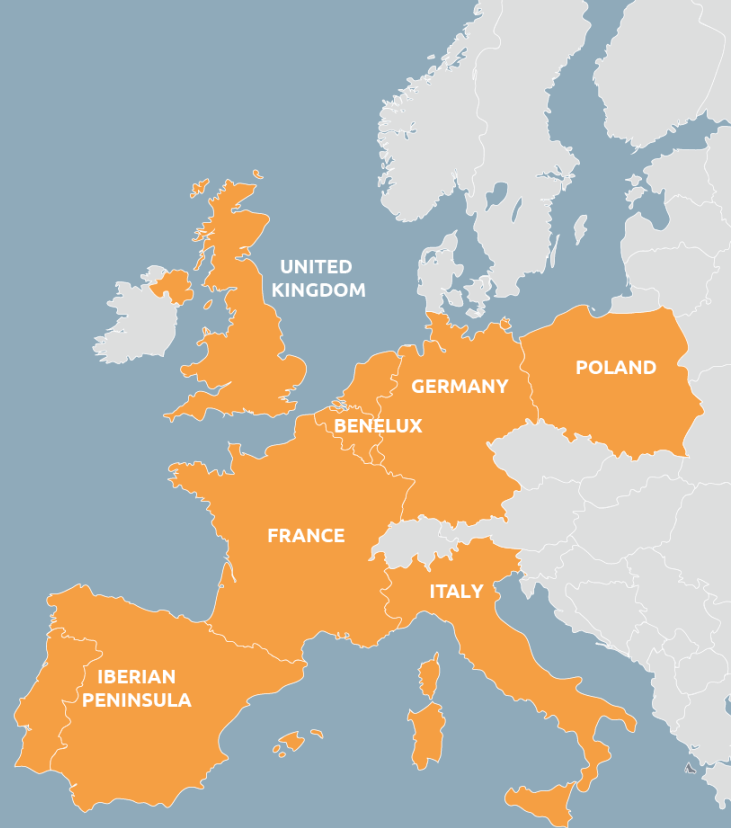 UNITED
KINGDOM
POLAND
GERMANY
BENELUX
FRANCE
ITALY
IBERIAN
PENINSULA